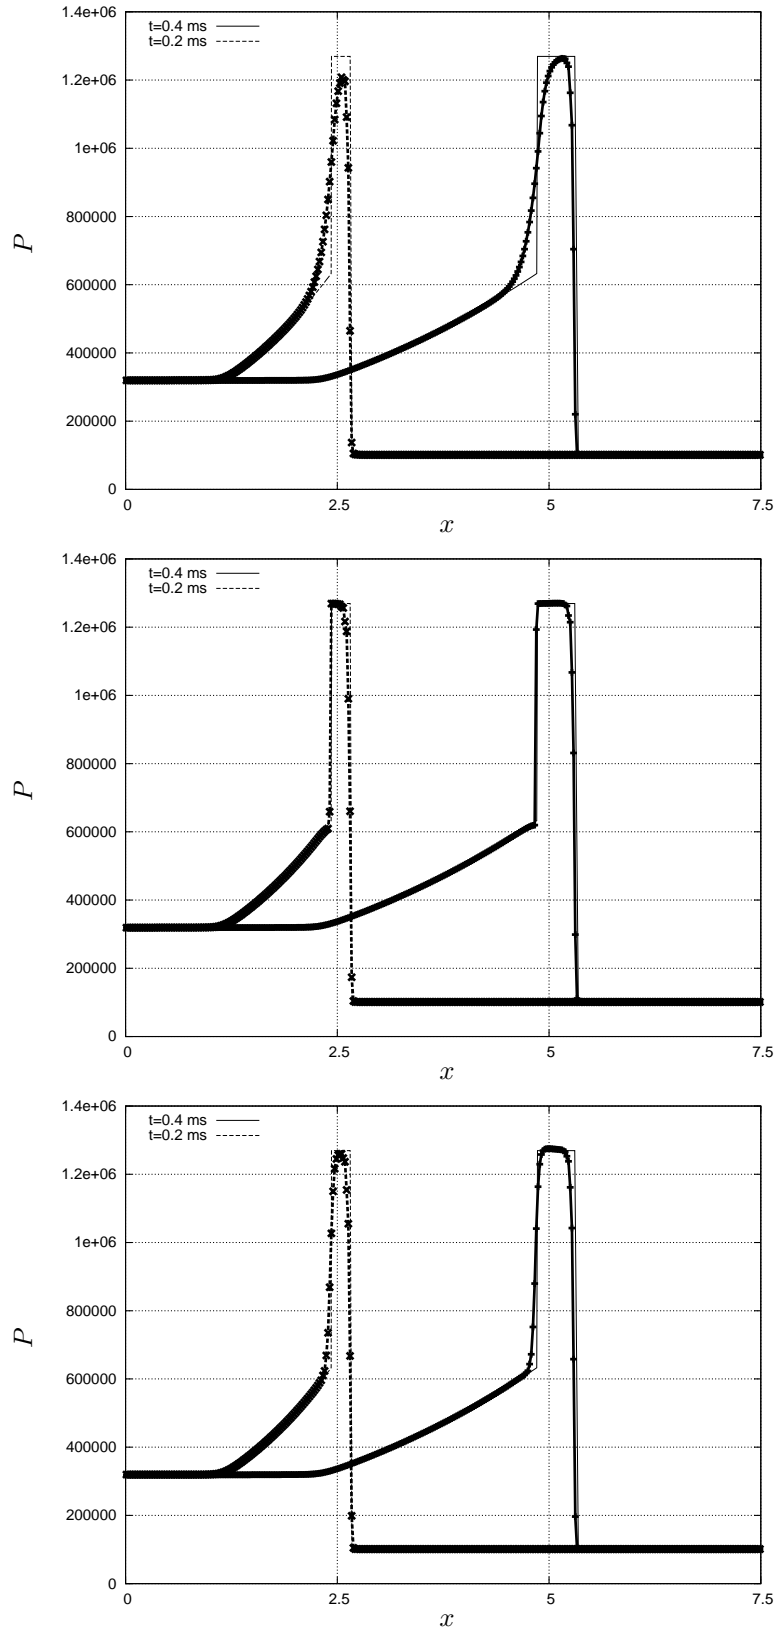 1.4e+06
t=0.4 ms
t=0.2 ms
1.2e+06
1e+06
800000
P
600000
400000
200000
0
0 2.5 5 7.5
x
1.4e+06
t=0.4 ms
t=0.2 ms
1.2e+06
1e+06
800000
P
600000
400000
200000
0
0 2.5 5 7.5
x
1.4e+06
t=0.4 ms
t=0.2 ms
1.2e+06
1e+06
800000
P
600000
400000
200000
0
0 2.5 5 7.5
x